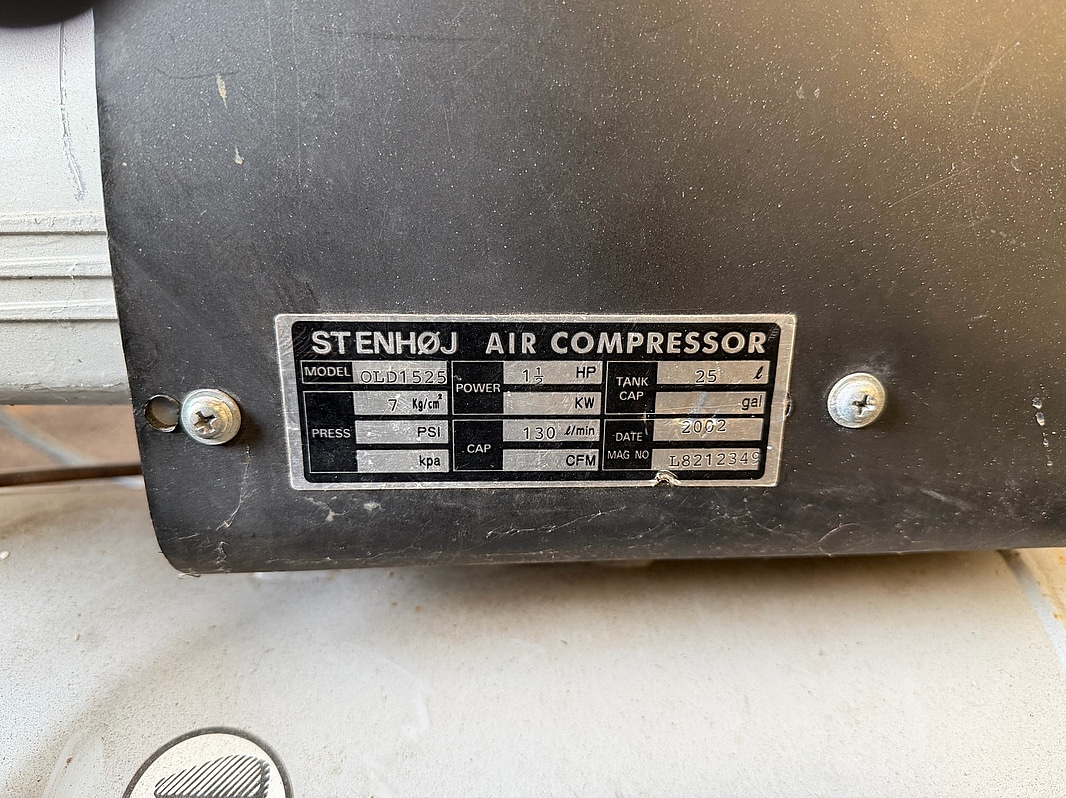 STENHØJ AIR COMPRESSOR
MODEL OLD1525 POWER 1½ HP TANK CAP 25 ℓ
PRESS 7 Kg/cm² KW gal
PSI CAP 130 ℓ/min DATE 2002
kpa CFM MAG NO L8212349